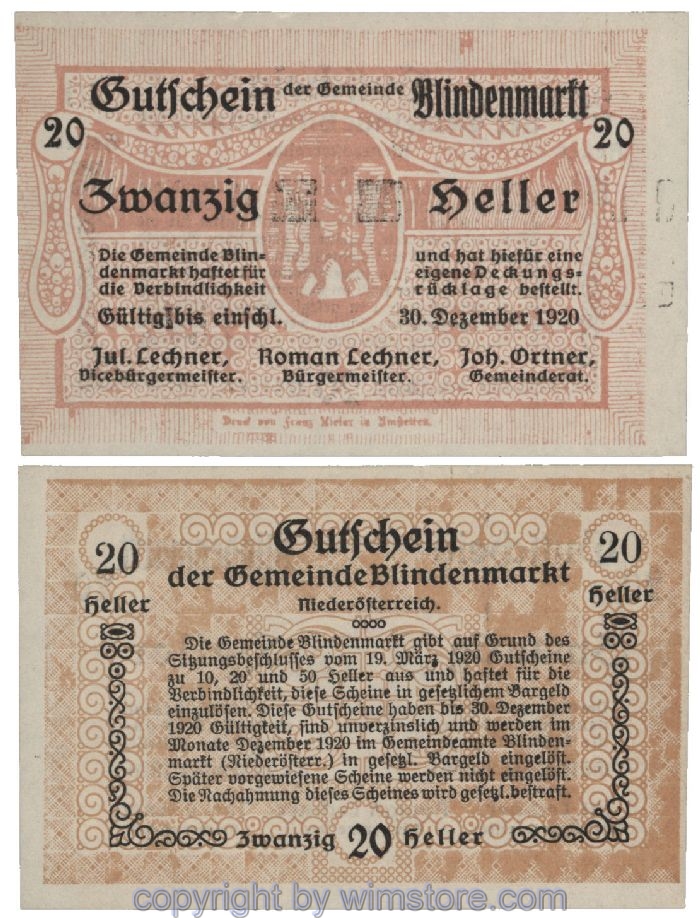 Gutschein der Gemeinde Blindenmarkt
20 20
Zwanzig Heller
Die Gemeinde Blin-
denmarkt haftet für
die Verbindlichkeit
und hat hiefür eine
eigene Deckungs-
rücklage bestellt.
Gültig bis einschl. 30. Dezember 1920
Jul. Lechner, Roman Lechner, Joh. Ortner,
Vicebürgermeister. Bürgermeister. Gemeinderat.
Druck von Franz in Amstetten.
20 Gutschein 20
der Gemeinde Blindenmarkt
Heller Heller
Niederösterreich.
Die Gemeinde Blindenmarkt gibt auf Grund des
Sitzungsbeschlusses vom 19. März 1920 Gutscheine
zu 10, 20 und 50 Heller aus und haftet für die
Verbindlichkeit, diese Scheine in gesetzlichem Bargeld
einzulösen. Diese Gutscheine haben bis 30. Dezember
1920 Gültigkeit, sind unverzinslich und werden im
Monate Dezember 1920 im Gemeindeamte Blinden-
markt (Niederösterr.) in gesetzl. Bargeld eingelöst.
Später vorgewiesene Scheine werden nicht eingelöst.
Die Nachahmung dieses Scheines wird gesetzl. bestraft.
Zwanzig 20 Heller
copyright by wimstore.com